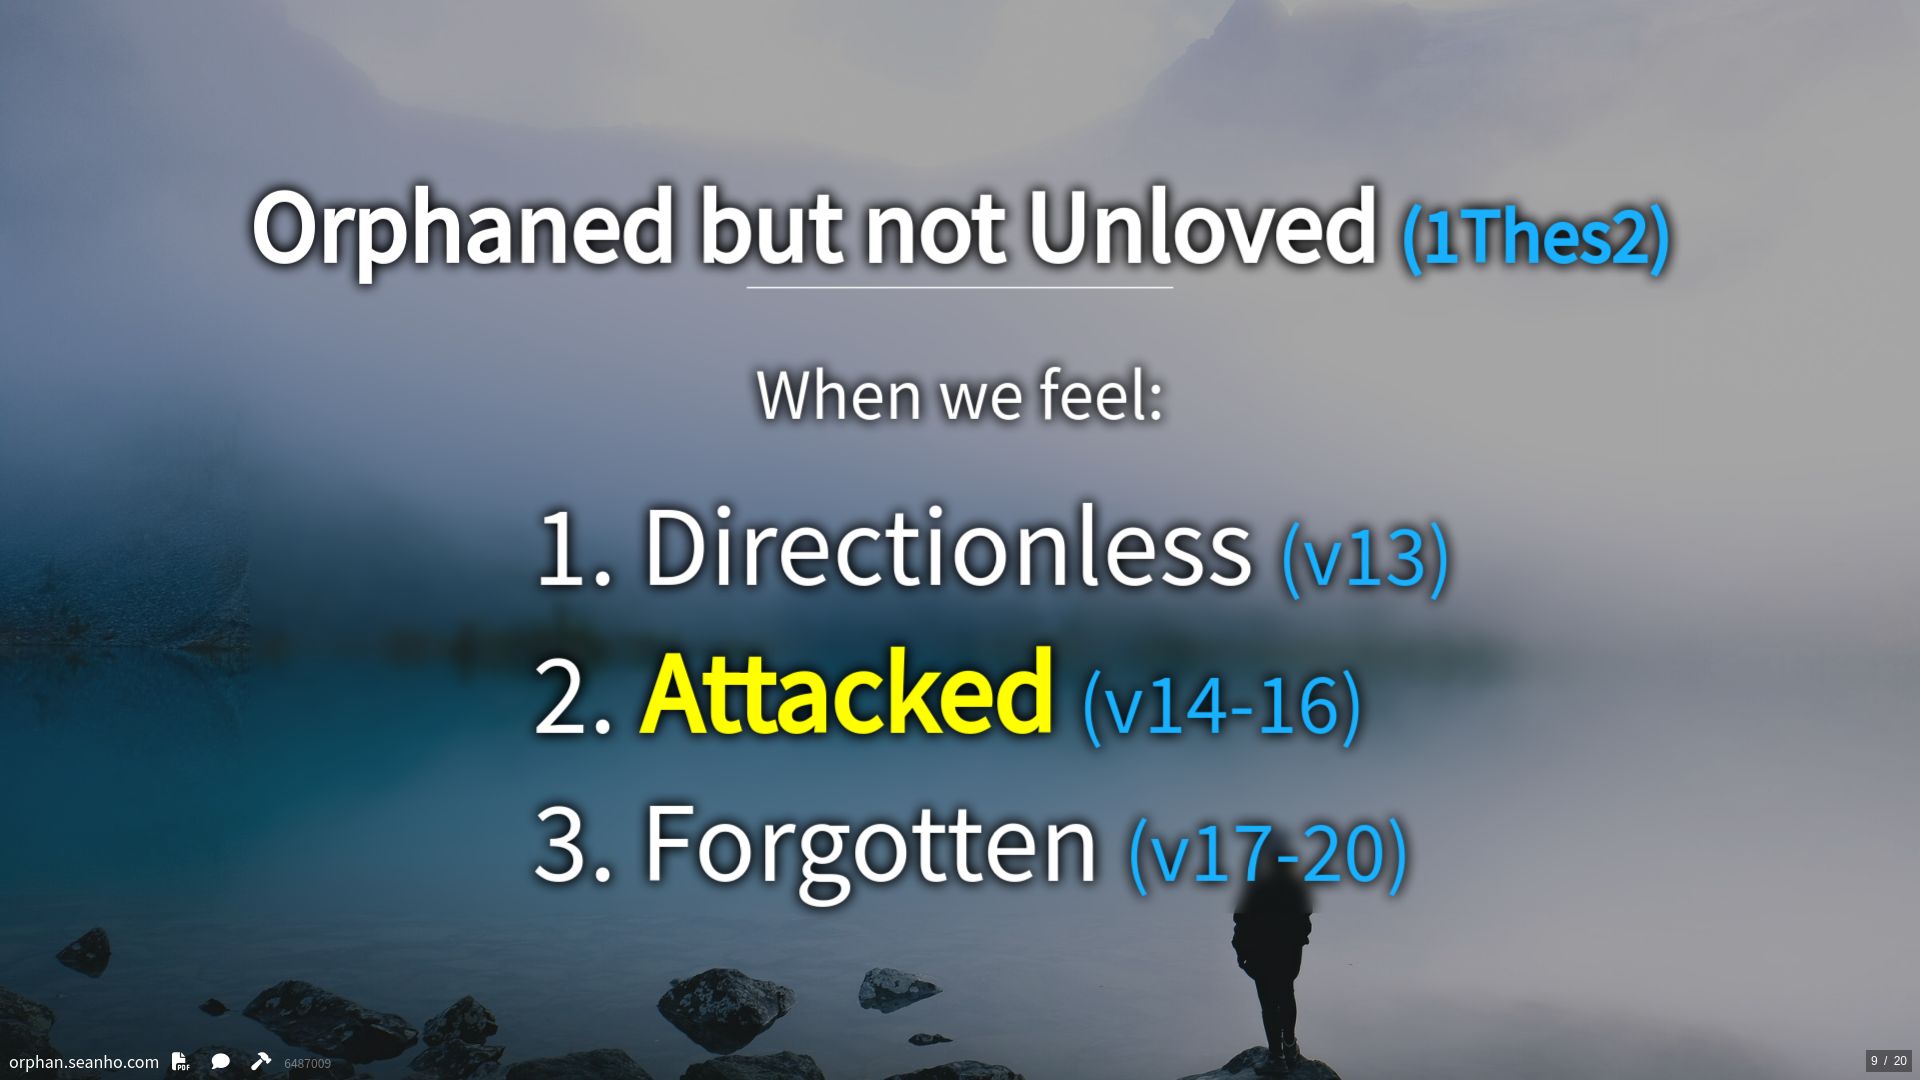 Orphaned but not Unloved (1Thes2)
When we feel:
1. Directionless (v13)
2. Attacked (v14-16)
3. Forgotten (v17-20)
orphan.seanho.com PDF 6487009
9 / 20